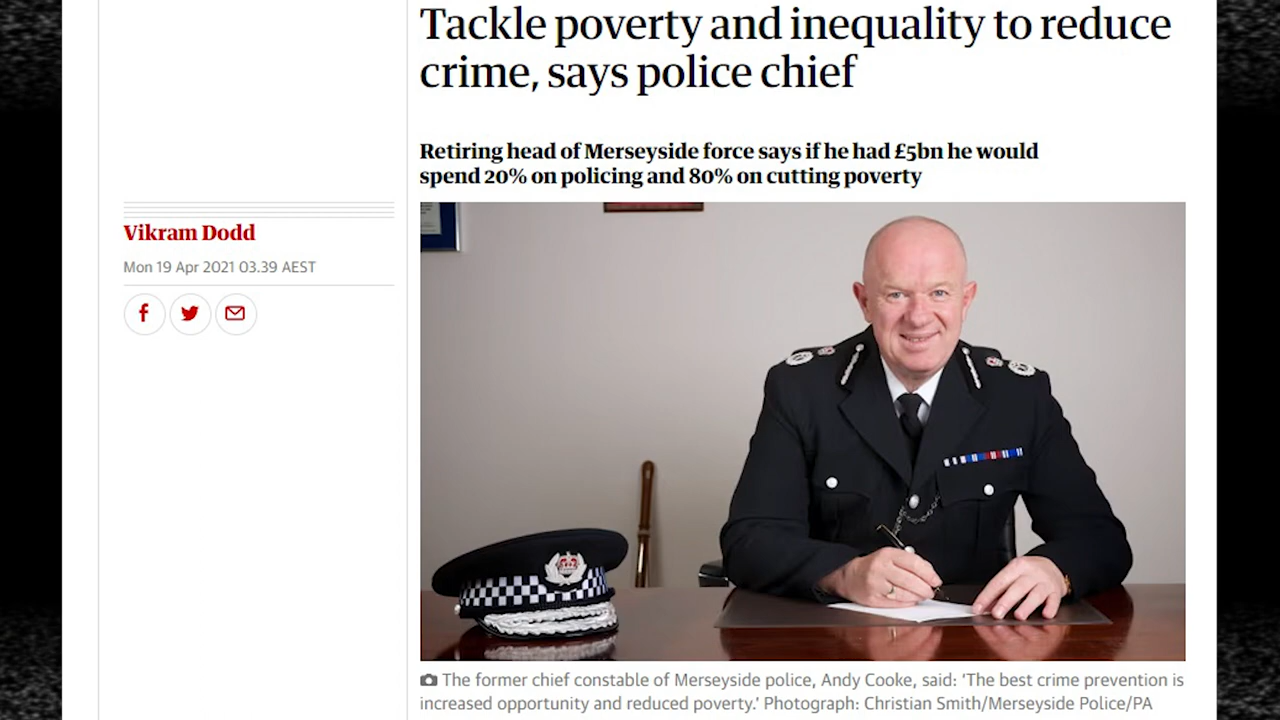 Tackle poverty and inequality to reduce
crime, says police chief
Retiring head of Merseyside force says if he had £5bn he would
spend 20% on policing and 80% on cutting poverty
Vikram Dodd
Mon 19 Apr 2021 03.39 AEST
The former chief constable of Merseyside police, Andy Cooke, said: ‘The best crime prevention is
increased opportunity and reduced poverty.’ Photograph: Christian Smith/Merseyside Police/PA